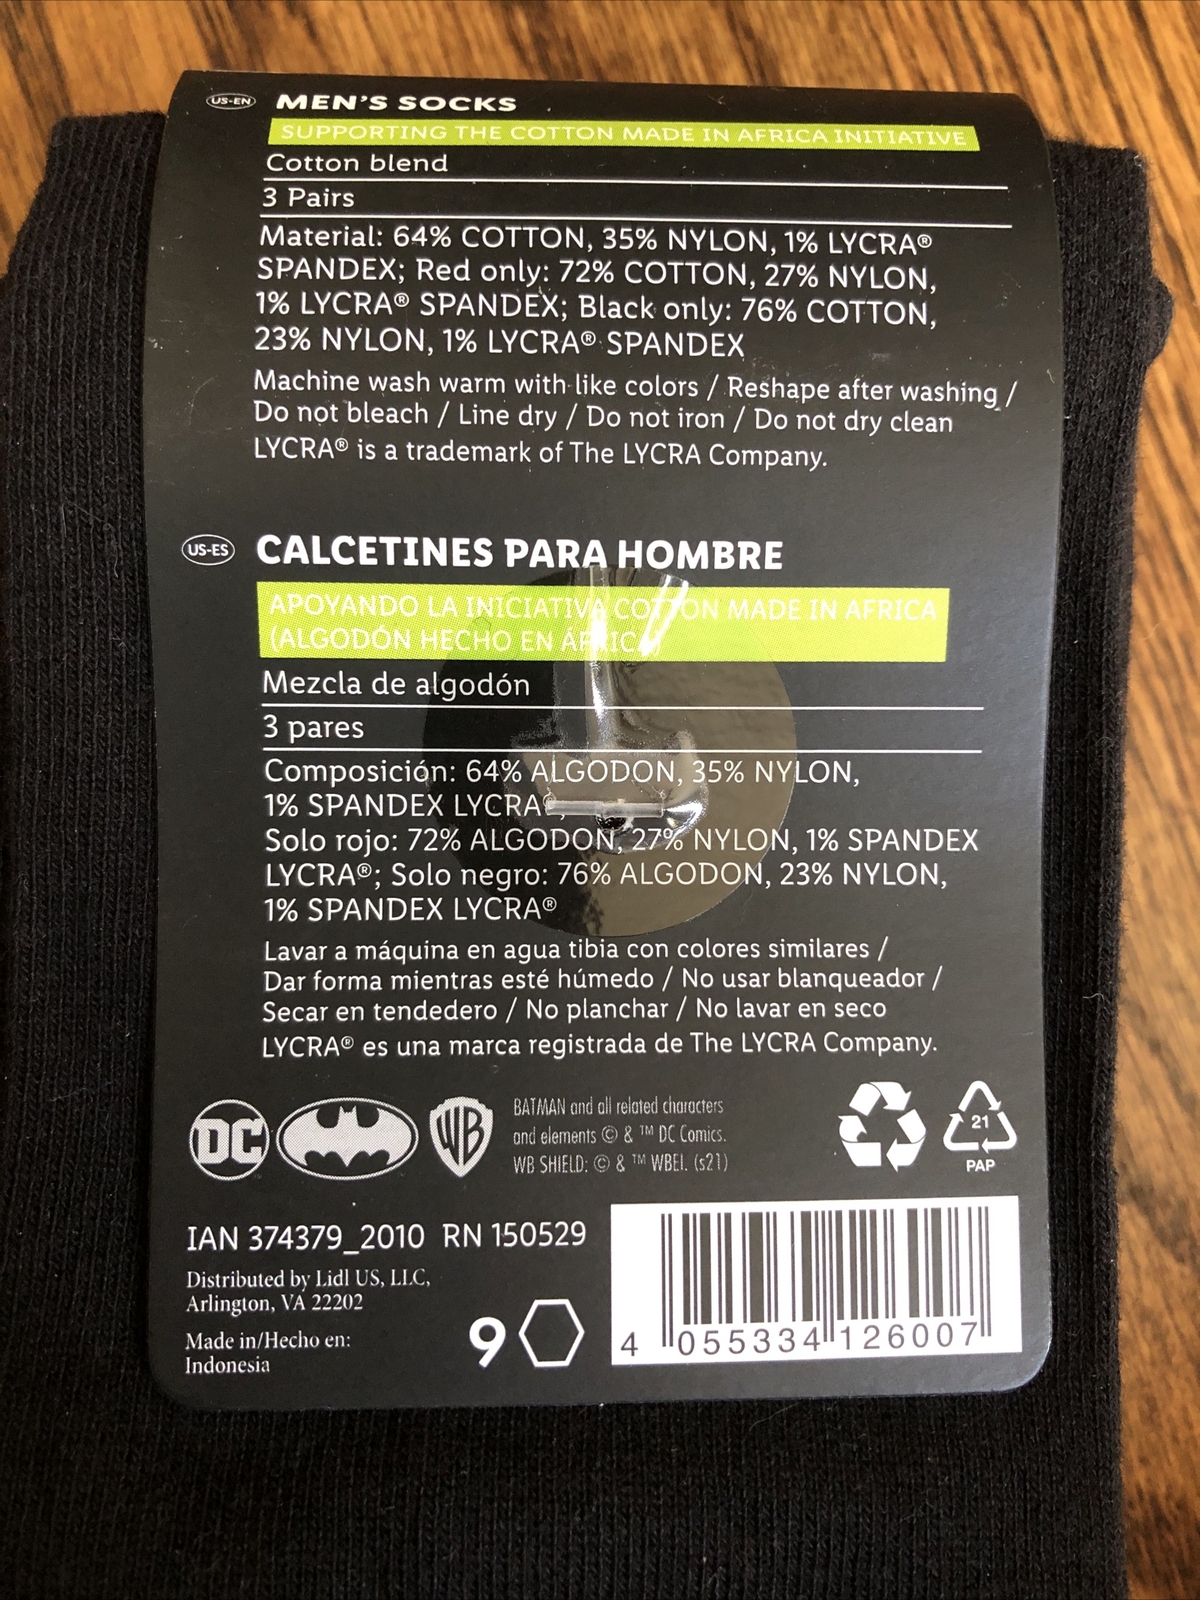 US-EN MEN'S SOCKS
SUPPORTING THE COTTON MADE IN AFRICA INITIATIVE
Cotton blend
3 Pairs
Material: 64% COTTON, 35% NYLON, 1% LYCRA®
SPANDEX; Red only: 72% COTTON, 27% NYLON,
1% LYCRA® SPANDEX; Black only: 76% COTTON,
23% NYLON, 1% LYCRA® SPANDEX
Machine wash warm with like colors / Reshape after washing /
Do not bleach / Line dry / Do not iron / Do not dry clean
LYCRA® is a trademark of The LYCRA Company.
US-ES CALCETINES PARA HOMBRE
APOYANDO LA INICIATIVA COTTON MADE IN AFRICA
(ALGODÓN HECHO EN ÁFRICA)
Mezcla de algodón
3 pares
Composición: 64% ALGODON, 35% NYLON,
1% SPANDEX LYCRA®,
Solo rojo: 72% ALGODON, 27% NYLON, 1% SPANDEX
LYCRA®; Solo negro: 76% ALGODON, 23% NYLON,
1% SPANDEX LYCRA®
Lavar a máquina en agua tibia con colores similares /
Dar forma mientras esté húmedo / No usar blanqueador /
Secar en tendedero / No planchar / No lavar en seco
LYCRA® es una marca registrada de The LYCRA Company.
DC WB
BATMAN and all related characters
and elements © & ™ DC Comics.
WB SHIELD: © & ™ WBEI. (s21)
21
PAP
IAN 374379_2010 RN 150529
Distributed by Lidl US, LLC,
Arlington, VA 22202
Made in/Hecho en:
Indonesia
9
4 055334 126007